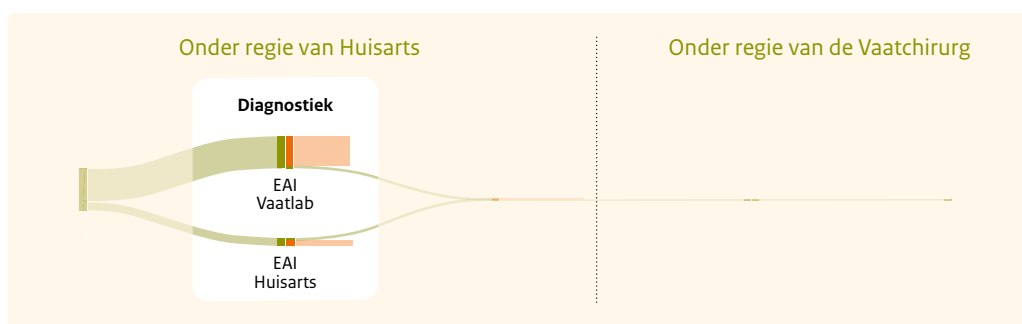 Onder regie van Huisarts
Onder regie van de Vaatchirurg
Diagnostiek
EAI
Vaatlab
EAI
Huisarts